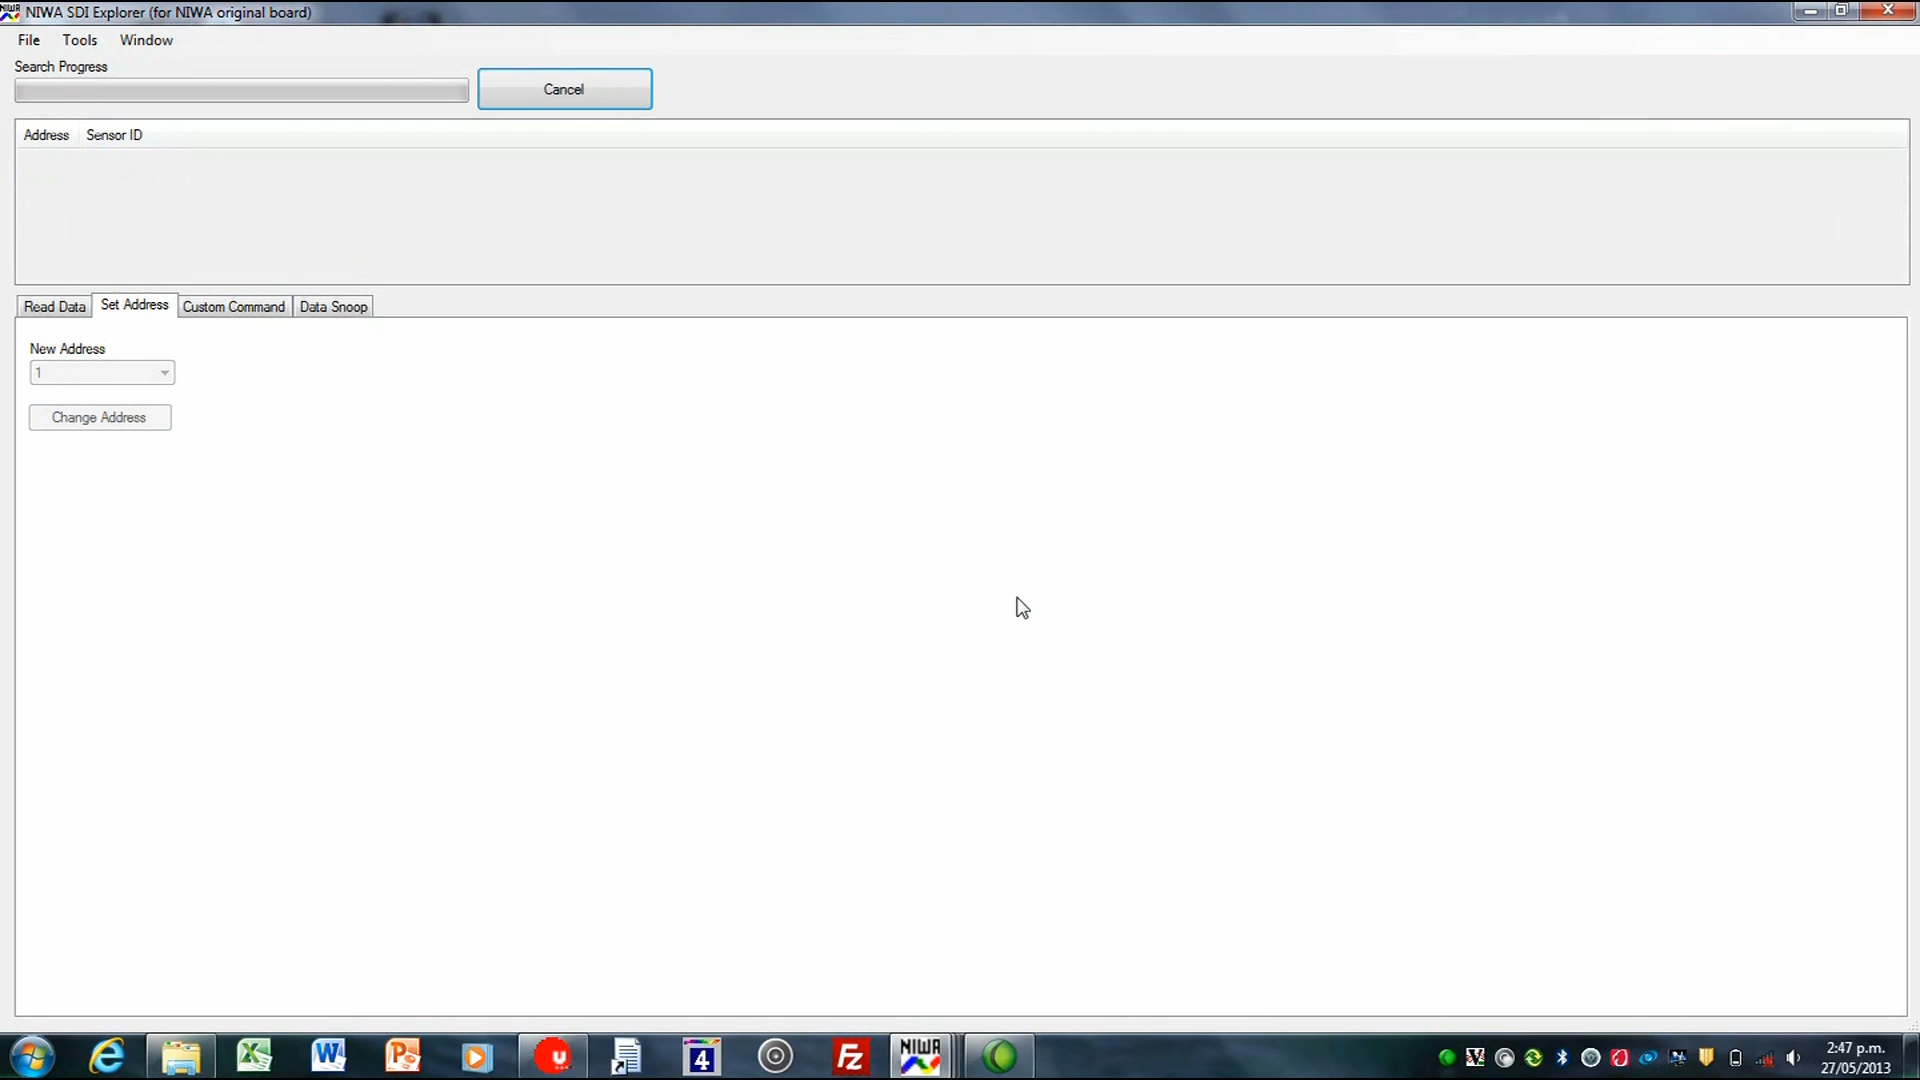 NIWA SDI Explorer (for NIWA original board)
File Tools Window
Search Progress
Cancel
Address Sensor ID
Read Data Set Address Custom Command Data Snoop
New Address
1
Change Address
NIWA
2:47 p.m.
27/05/2013